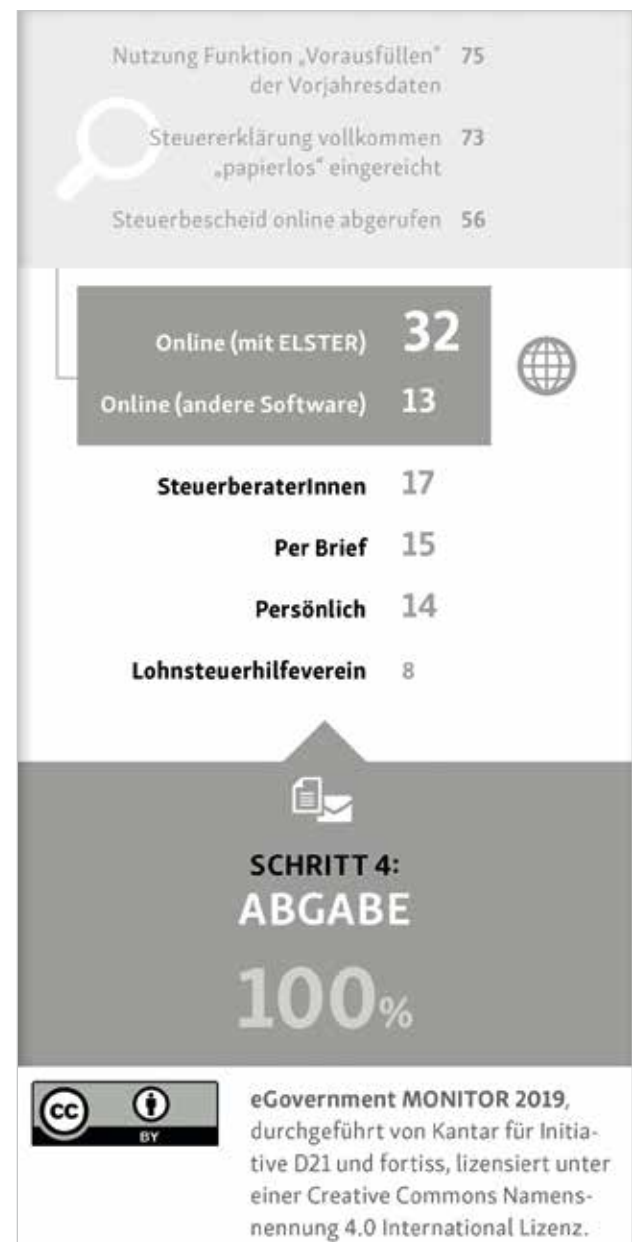 Nutzung Funktion „Vorausfüllen" 75
der Vorjahresdaten
Steuererklärung vollkommen 73
„papierlos" eingereicht
Steuerbescheid online abgerufen 56
Online (mit ELSTER) 32
Online (andere Software) 13
SteuerberaterInnen 17
Per Brief 15
Persönlich 14
Lohnsteuerhilfeverein 8
SCHRITT 4:
ABGABE
100%
cc
BY
eGovernment MONITOR 2019,
durchgeführt von Kantar für Initia-
tive D21 und fortiss, lizensiert unter
einer Creative Commons Namens-
nennung 4.0 International Lizenz.